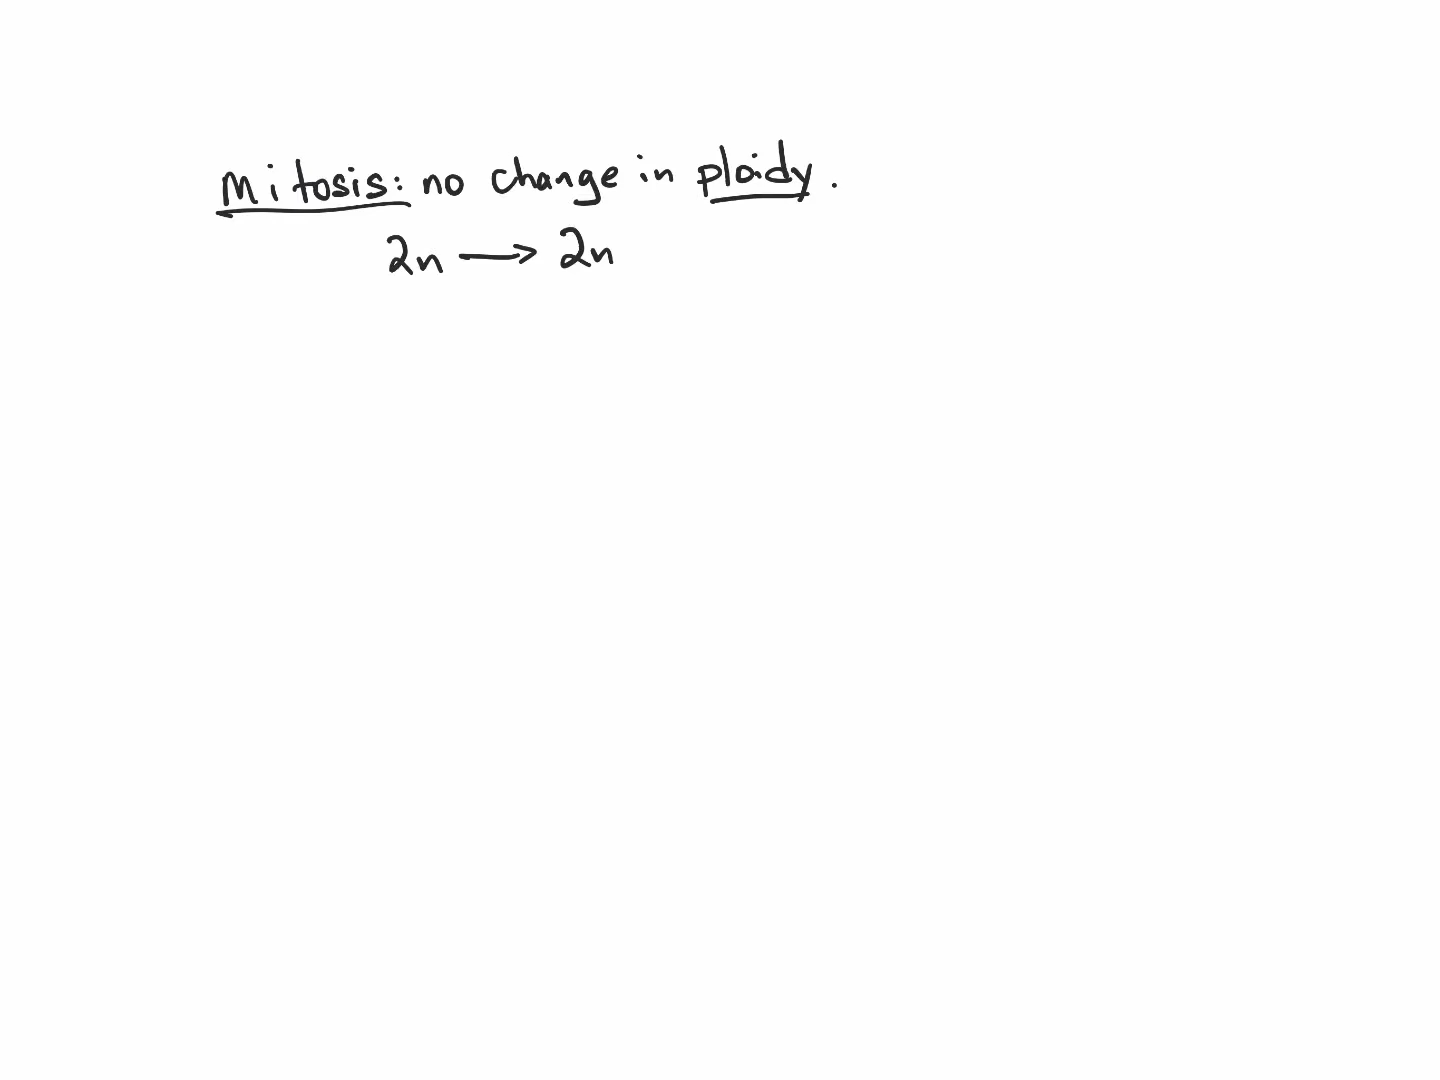 Mitosis: no change in ploidy.
2n → 2n